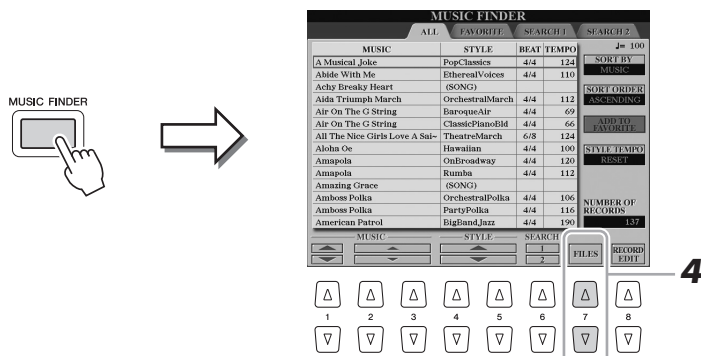 MUSIC FINDER
MUSIC FINDER
ALL FAVORITE SEARCH 1 SEARCH 2
MUSIC STYLE BEAT TEMPO
♩= 100
A Musical Joke PopClassics 4/4 124
Abide With Me EtherealVoices 4/4 110
Achy Breaky Heart (SONG)
Aida Triumph March OrchestralMarch 4/4 112
Air On The G String BaroqueAir 4/4 69
Air On The G String ClassicPianoBld 4/4 66
All The Nice Girls Love A Sai~ TheatreMarch 6/8 124
Aloha Oe Hawaiian 4/4 100
Amapola OnBroadway 4/4 120
Amapola Rumba 4/4 112
Amazing Grace (SONG)
Amboss Polka OrchestralPolka 4/4 106
Amboss Polka PartyPolka 4/4 116
American Patrol BigBandJazz 4/4 190
SORT BY
MUSIC
SORT ORDER
ASCENDING
ADD TO
FAVORITE
STYLE TEMPO
RESET
NUMBER OF
RECORDS
137
MUSIC STYLE SEARCH
1
2
FILES
RECORD
EDIT
4
1 2 3 4 5 6 7 8